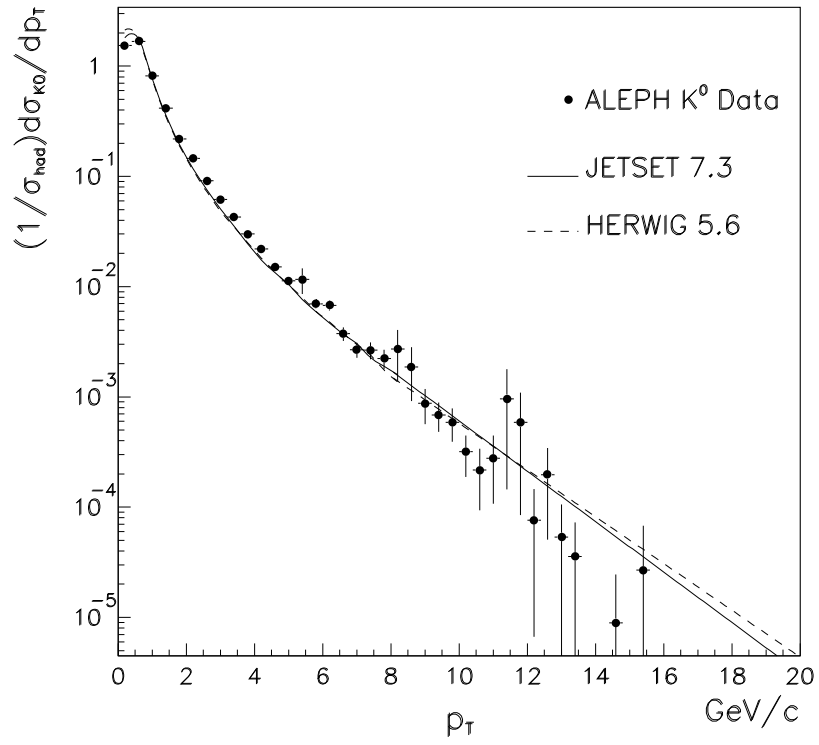 (1/σhad)dσK0/dpT
1
10⁻¹
10⁻²
10⁻³
10⁻⁴
10⁻⁵
ALEPH K⁰ Data
JETSET 7.3
HERWIG 5.6
0 2 4 6 8 10 12 14 16 18 20
GeV/c
pT